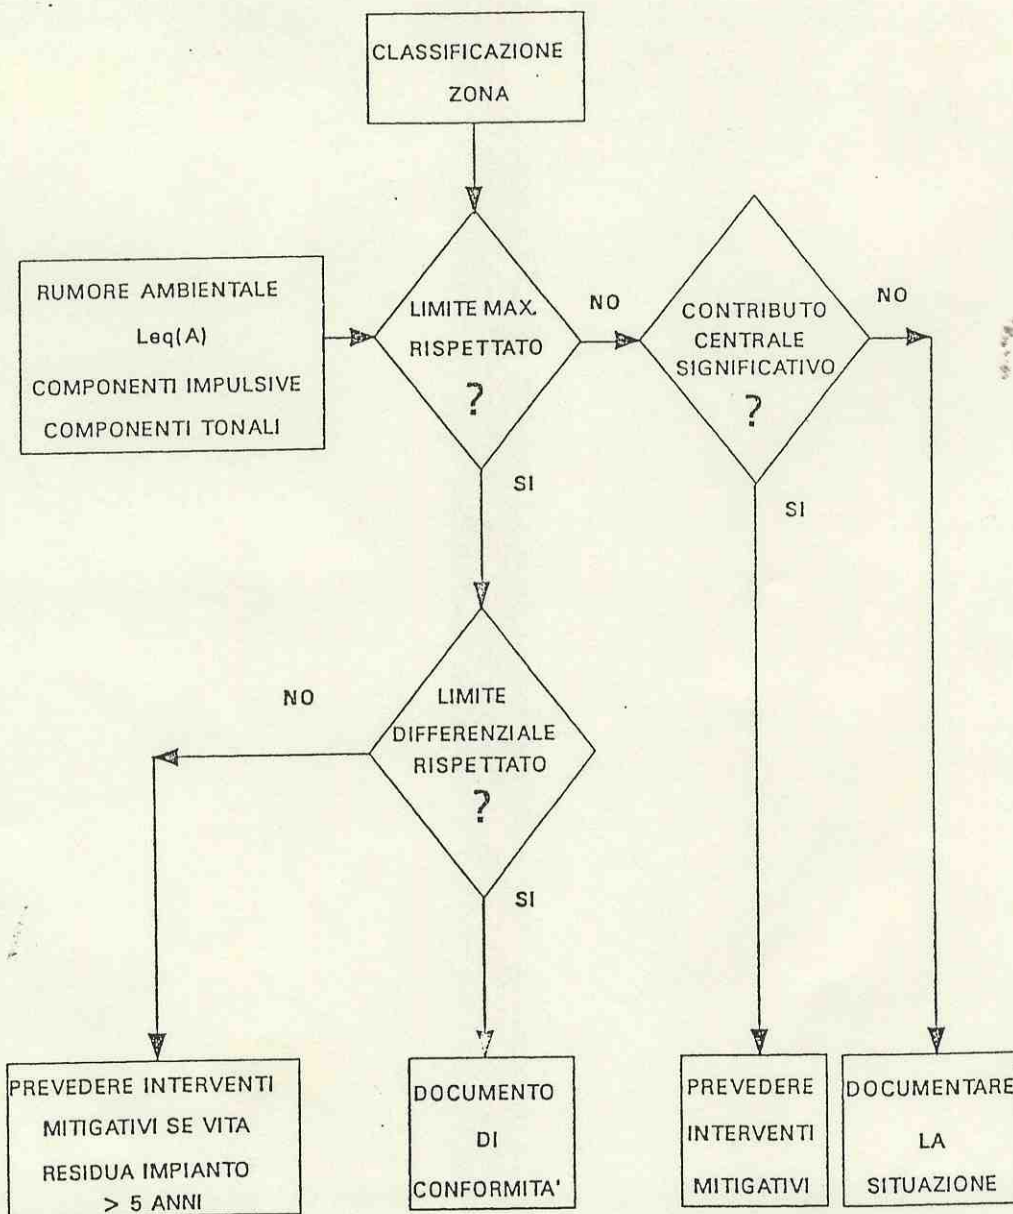 CLASSIFICAZIONE
ZONA
RUMORE AMBIENTALE
Leq(A)
COMPONENTI IMPULSIVE
COMPONENTI TONALI
LIMITE MAX.
RISPETTATO
?
NO
CONTRIBUTO
CENTRALE
SIGNIFICATIVO
?
NO
SI
SI
LIMITE
DIFFERENZIALE
RISPETTATO
?
NO
SI
PREVEDERE INTERVENTI
MITIGATIVI SE VITA
RESIDUA IMPIANTO
> 5 ANNI
DOCUMENTO
DI
CONFORMITA'
PREVEDERE
INTERVENTI
MITIGATIVI
DOCUMENTARE
LA
SITUAZIONE